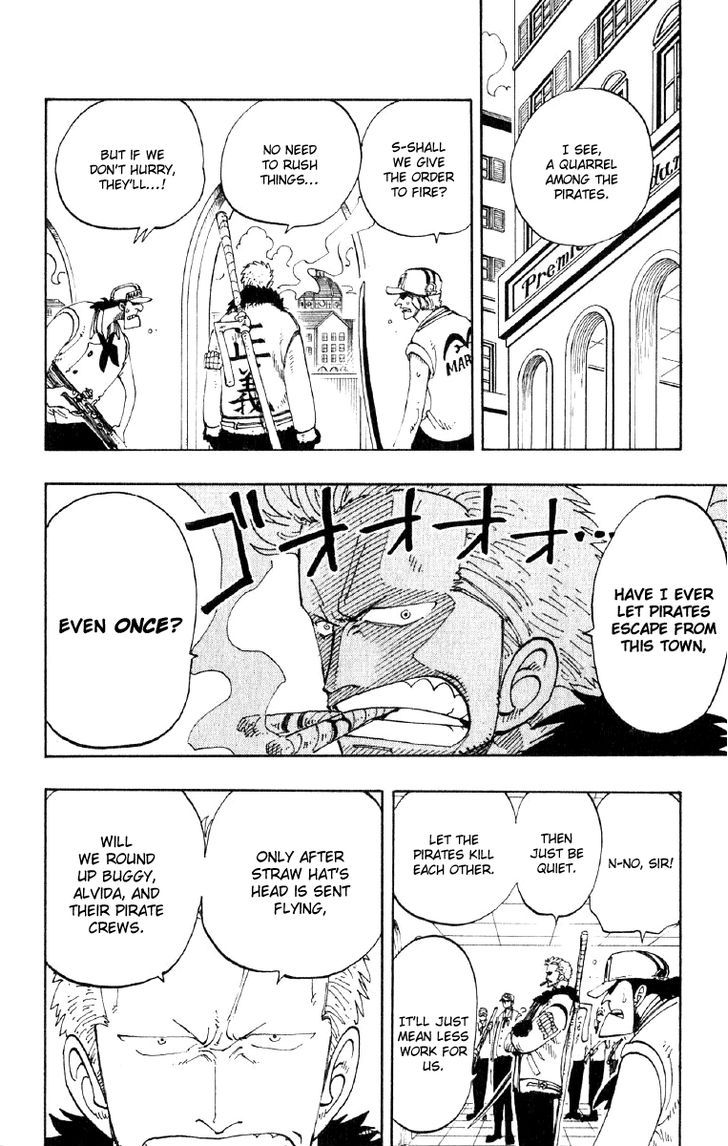 I SEE,
A QUARREL
AMONG THE
PIRATES.
Premie
S-SHALL
WE GIVE
THE ORDER
TO FIRE?
NO NEED
TO RUSH
THINGS...
BUT IF WE
DON'T HURRY,
THEY'LL...!
正
義
HAVE I EVER
LET PIRATES
ESCAPE FROM
THIS TOWN,
ゴオオオオ…
EVEN ONCE?
N-NO, SIR!
THEN
JUST BE
QUIET.
LET THE
PIRATES KILL
EACH OTHER.
IT'LL JUST
MEAN LESS
WORK FOR
US.
ONLY AFTER
STRAW HAT'S
HEAD IS SENT
FLYING,
WILL
WE ROUND
UP BUGGY,
ALVIDA, AND
THEIR PIRATE
CREWS.